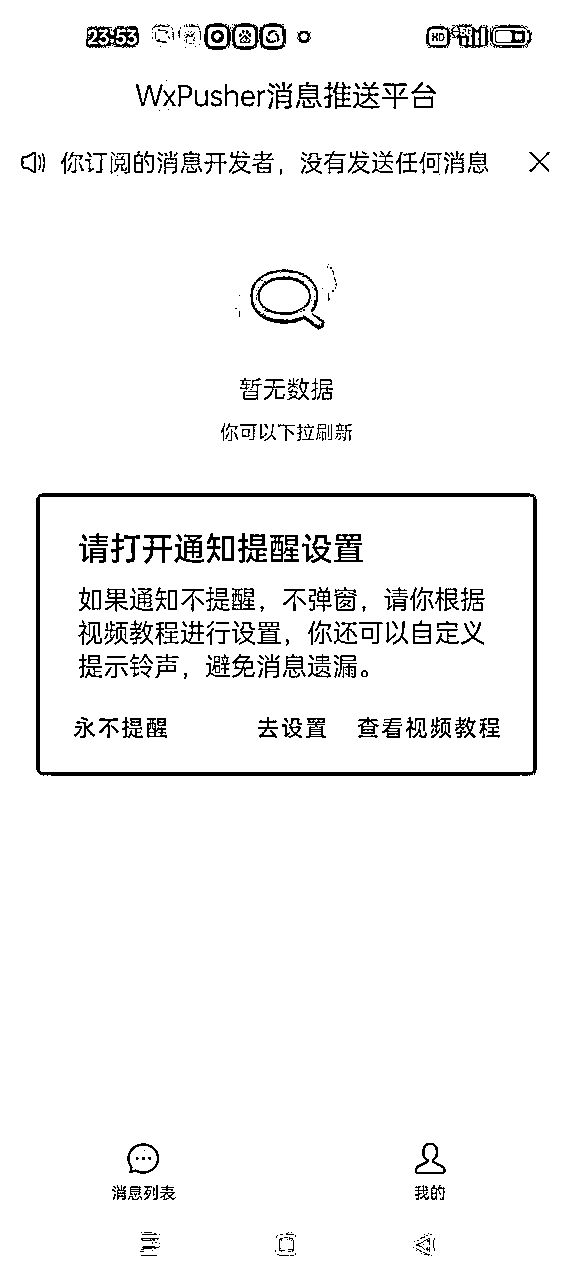 23:53
HD
WxPusher消息推送平台
你订阅的消息开发者，没有发送任何消息
暂无数据
你可以下拉刷新
请打开通知提醒设置
如果通知不提醒，不弹窗，请你根据
视频教程进行设置，你还可以自定义
提示铃声，避免消息遗漏。
永不提醒 去设置 查看视频教程
消息列表 我的